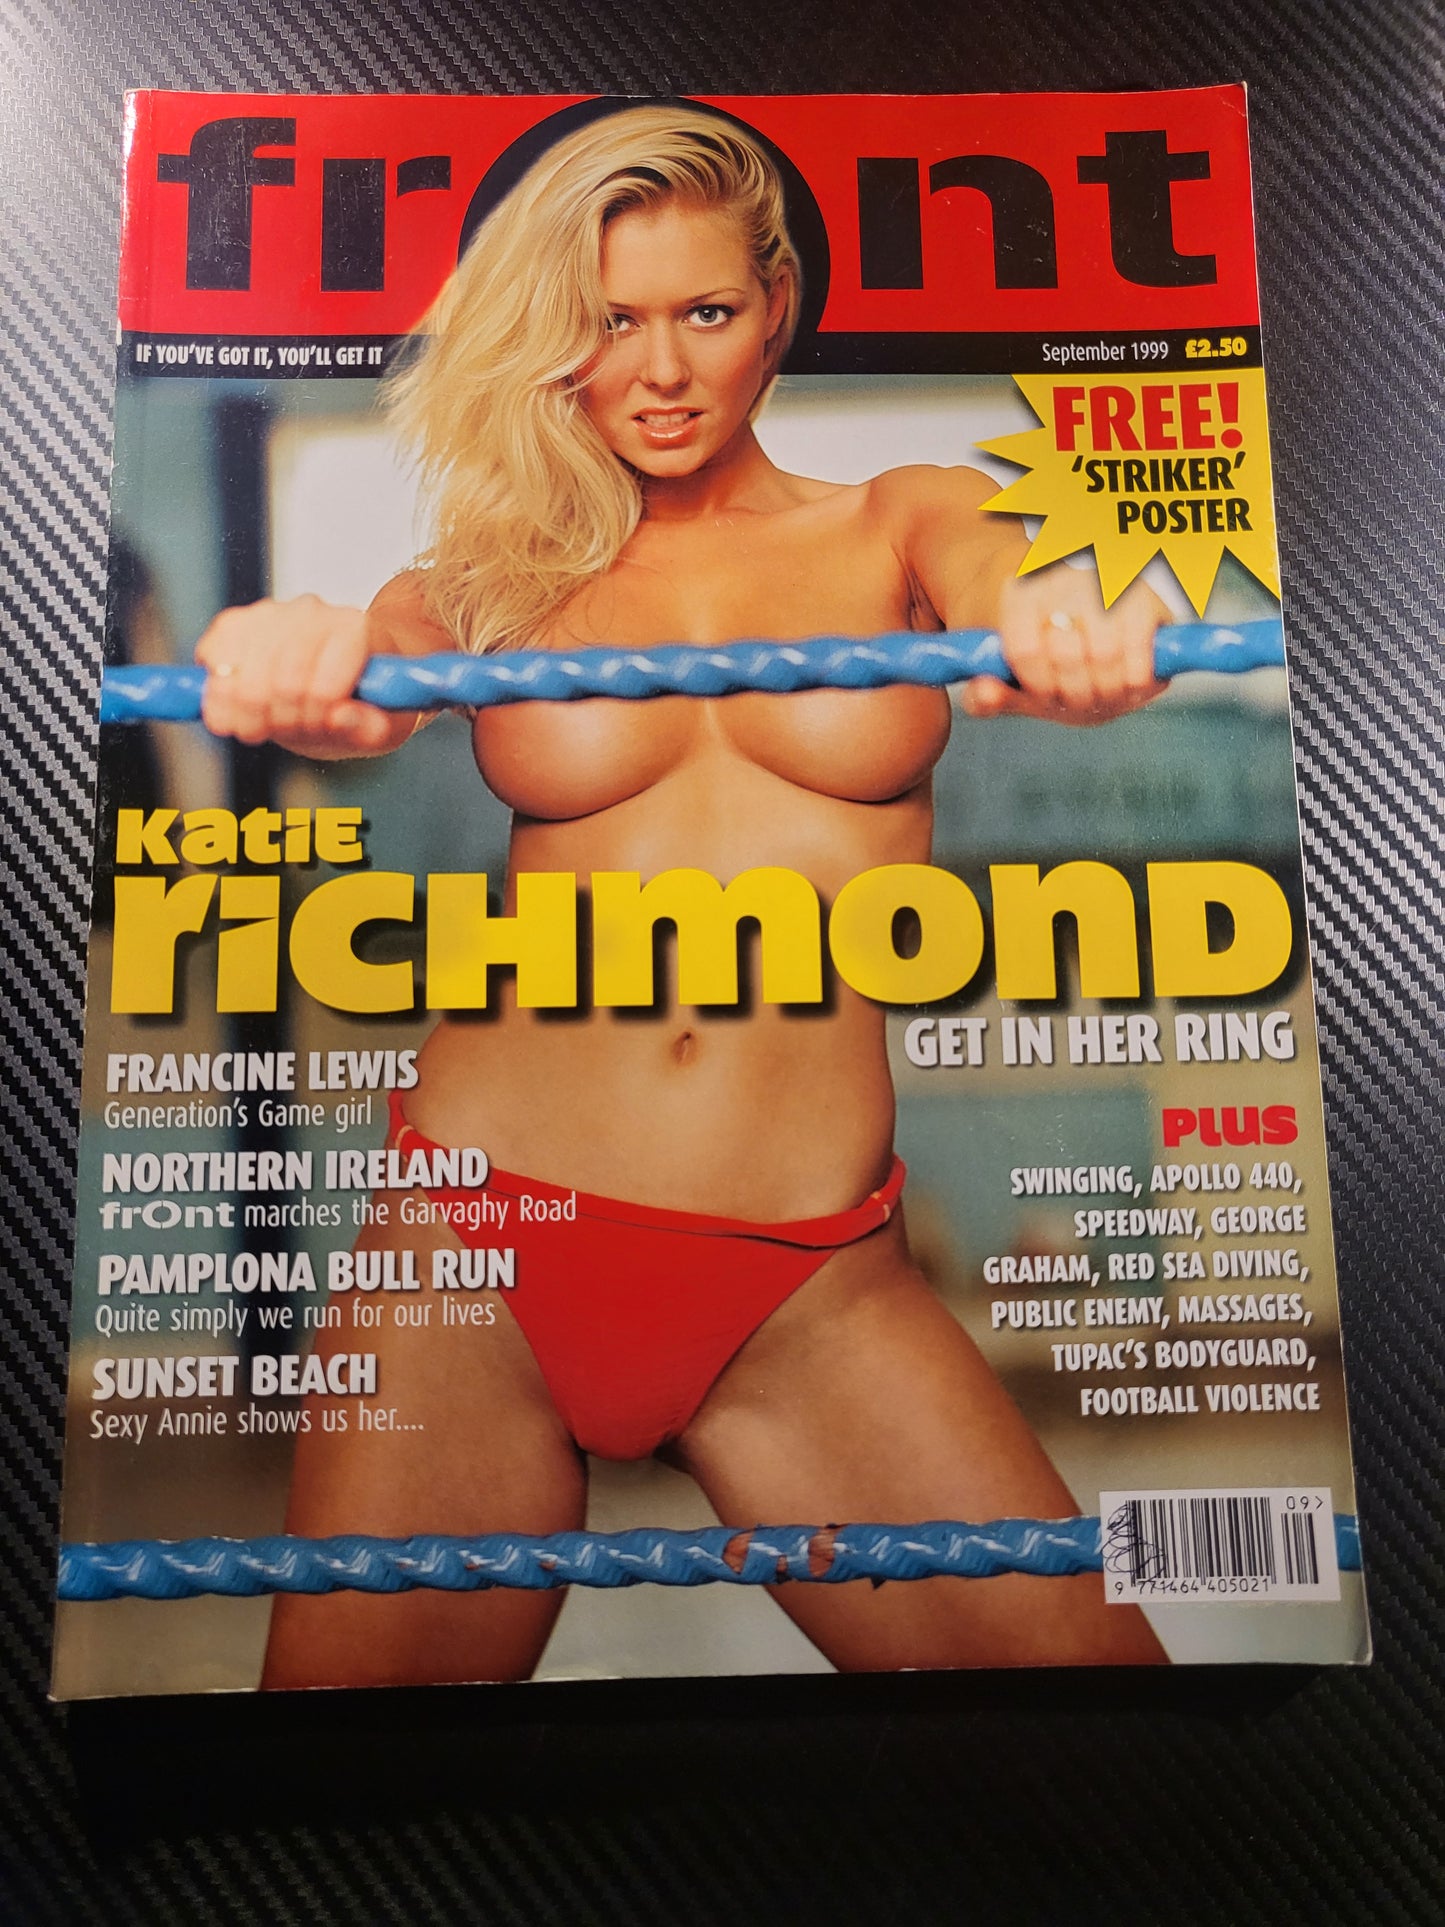 frOnt
IF YOU'VE GOT IT, YOU'LL GET IT
September 1999 £2.50
FREE!
'STRIKER'
POSTER
Katie
RICHMOND
GET IN HER RING
FRANCINE LEWIS
Generation's Game girl
NORTHERN IRELAND
frOnt marches the Garvaghy Road
PAMPLONA BULL RUN
Quite simply we run for our lives
SUNSET BEACH
Sexy Annie shows us her....
PLUS
SWINGING, APOLLO 440,
SPEEDWAY, GEORGE
GRAHAM, RED SEA DIVING,
PUBLIC ENEMY, MASSAGES,
TUPAC'S BODYGUARD,
FOOTBALL VIOLENCE
09>
9 771464 405021